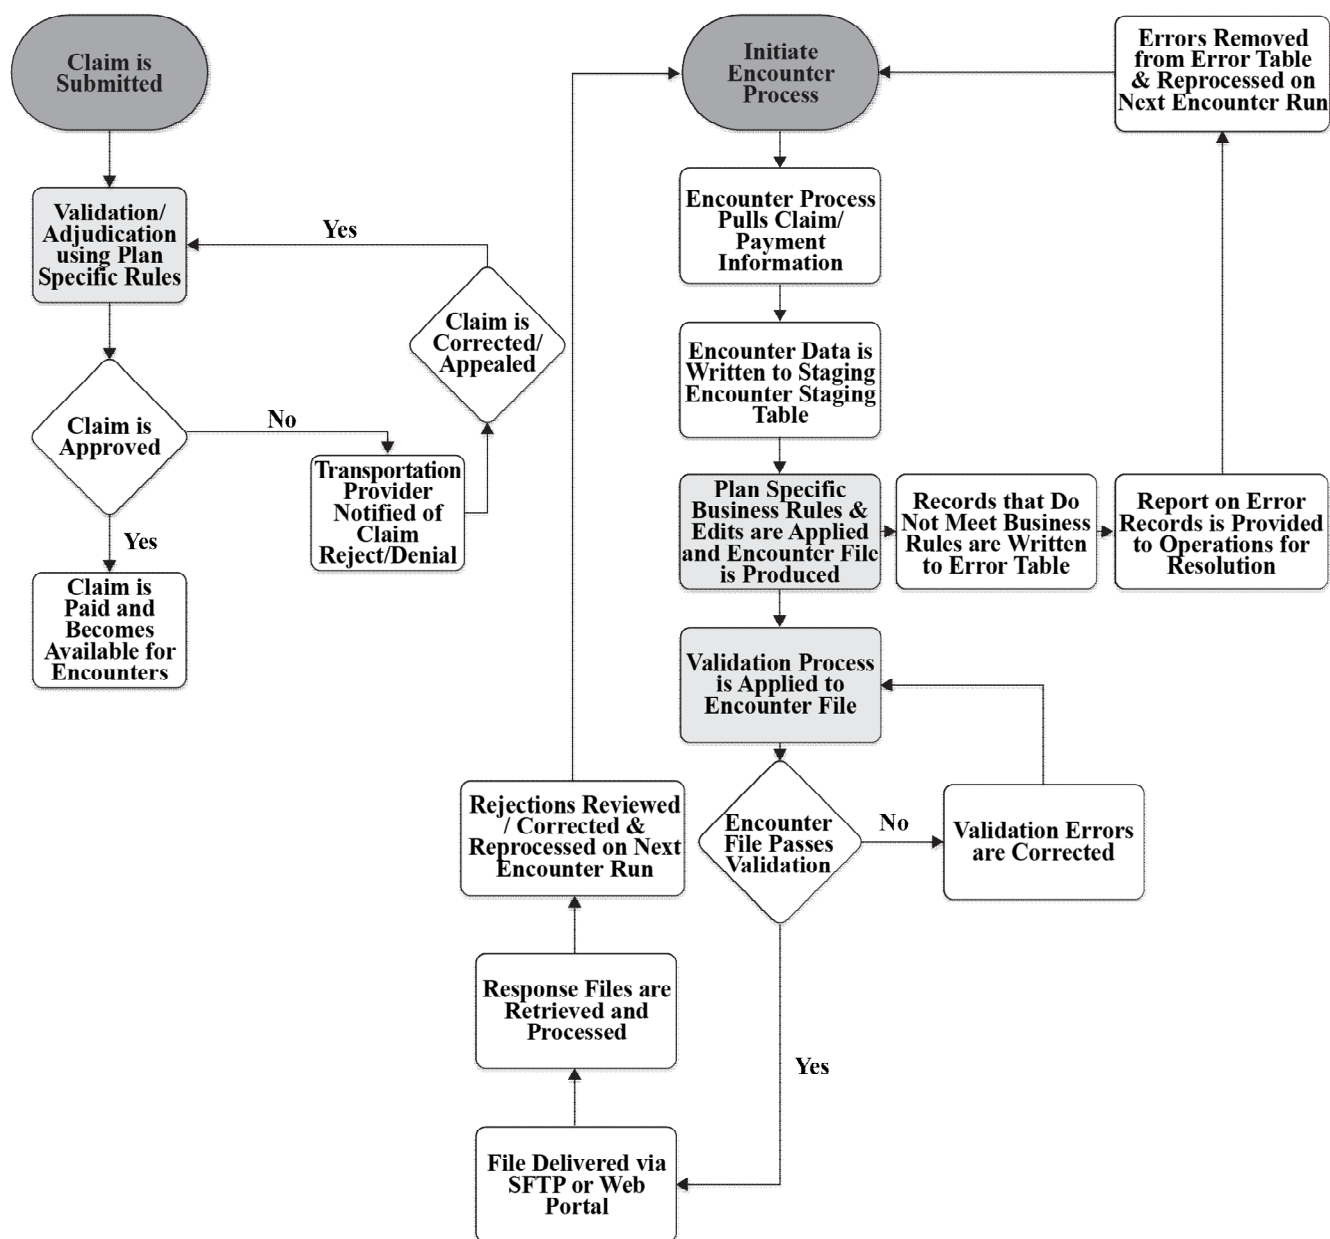 Claim is
Submitted
Validation/
Adjudication
using Plan
Specific Rules
Yes
Claim is
Corrected/
Appealed
Claim is
Approved
No
Transportation
Provider
Notified of
Claim
Reject/Denial
Yes
Claim is
Paid and
Becomes
Available for
Encounters
Initiate
Encounter
Process
Errors Removed
from Error Table
& Reprocessed on
Next Encounter Run
Encounter Process
Pulls Claim/
Payment
Information
Encounter Data is
Written to Staging
Encounter Staging
Table
Plan Specific
Business Rules &
Edits are Applied
and Encounter File
is Produced
Records that Do
Not Meet Business
Rules are Written
to Error Table
Report on Error
Records is Provided
to Operations for
Resolution
Validation Process
is Applied to
Encounter File
Encounter
File Passes
Validation
No
Validation Errors
are Corrected
Yes
File Delivered via
SFTP or Web
Portal
Response Files are
Retrieved and
Processed
Rejections Reviewed
/ Corrected &
Reprocessed on Next
Encounter Run